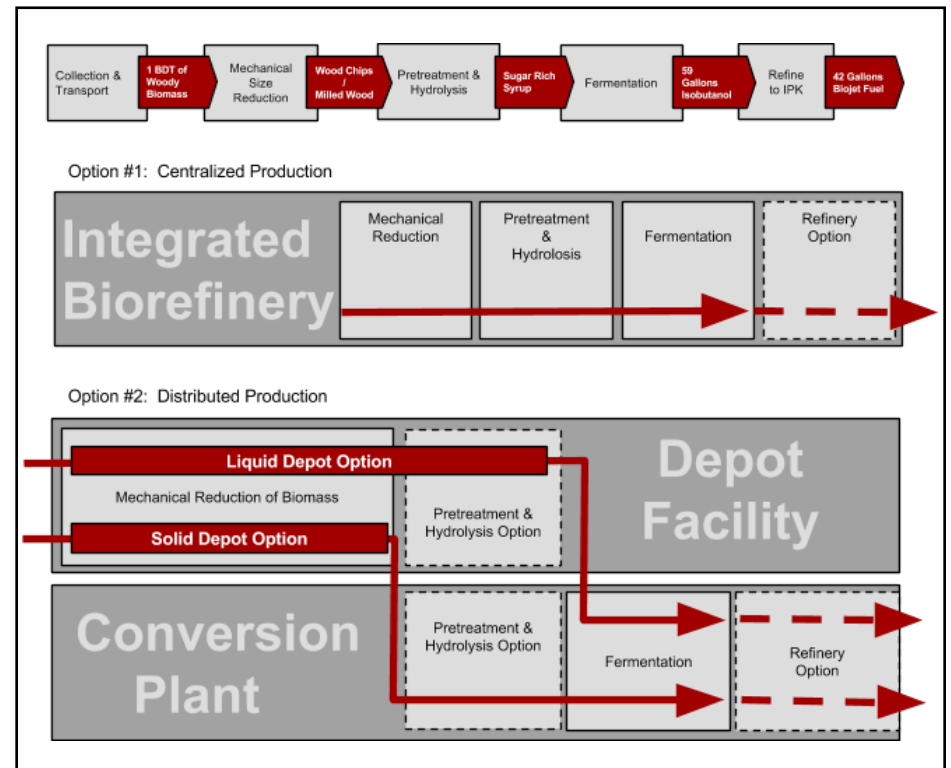 Collection &
Transport
1 BDT of
Woody
Biomass
Mechanical
Size
Reduction
Wood Chips
/
Milled Wood
Pretreatment &
Hydrolysis
Sugar Rich
Syrup
Fermentation
59
Gallons
Isobutanol
Refine
to IPK
42 Gallons
Biojet Fuel
Option #1: Centralized Production
Integrated
Biorefinery
Mechanical
Reduction
Pretreatment
&
Hydrolosis
Fermentation
Refinery
Option
Option #2: Distributed Production
Liquid Depot Option
Mechanical Reduction of Biomass
Solid Depot Option
Pretreatment &
Hydrolysis Option
Depot
Facility
Conversion
Plant
Pretreatment &
Hydrolysis Option
Fermentation
Refinery
Option